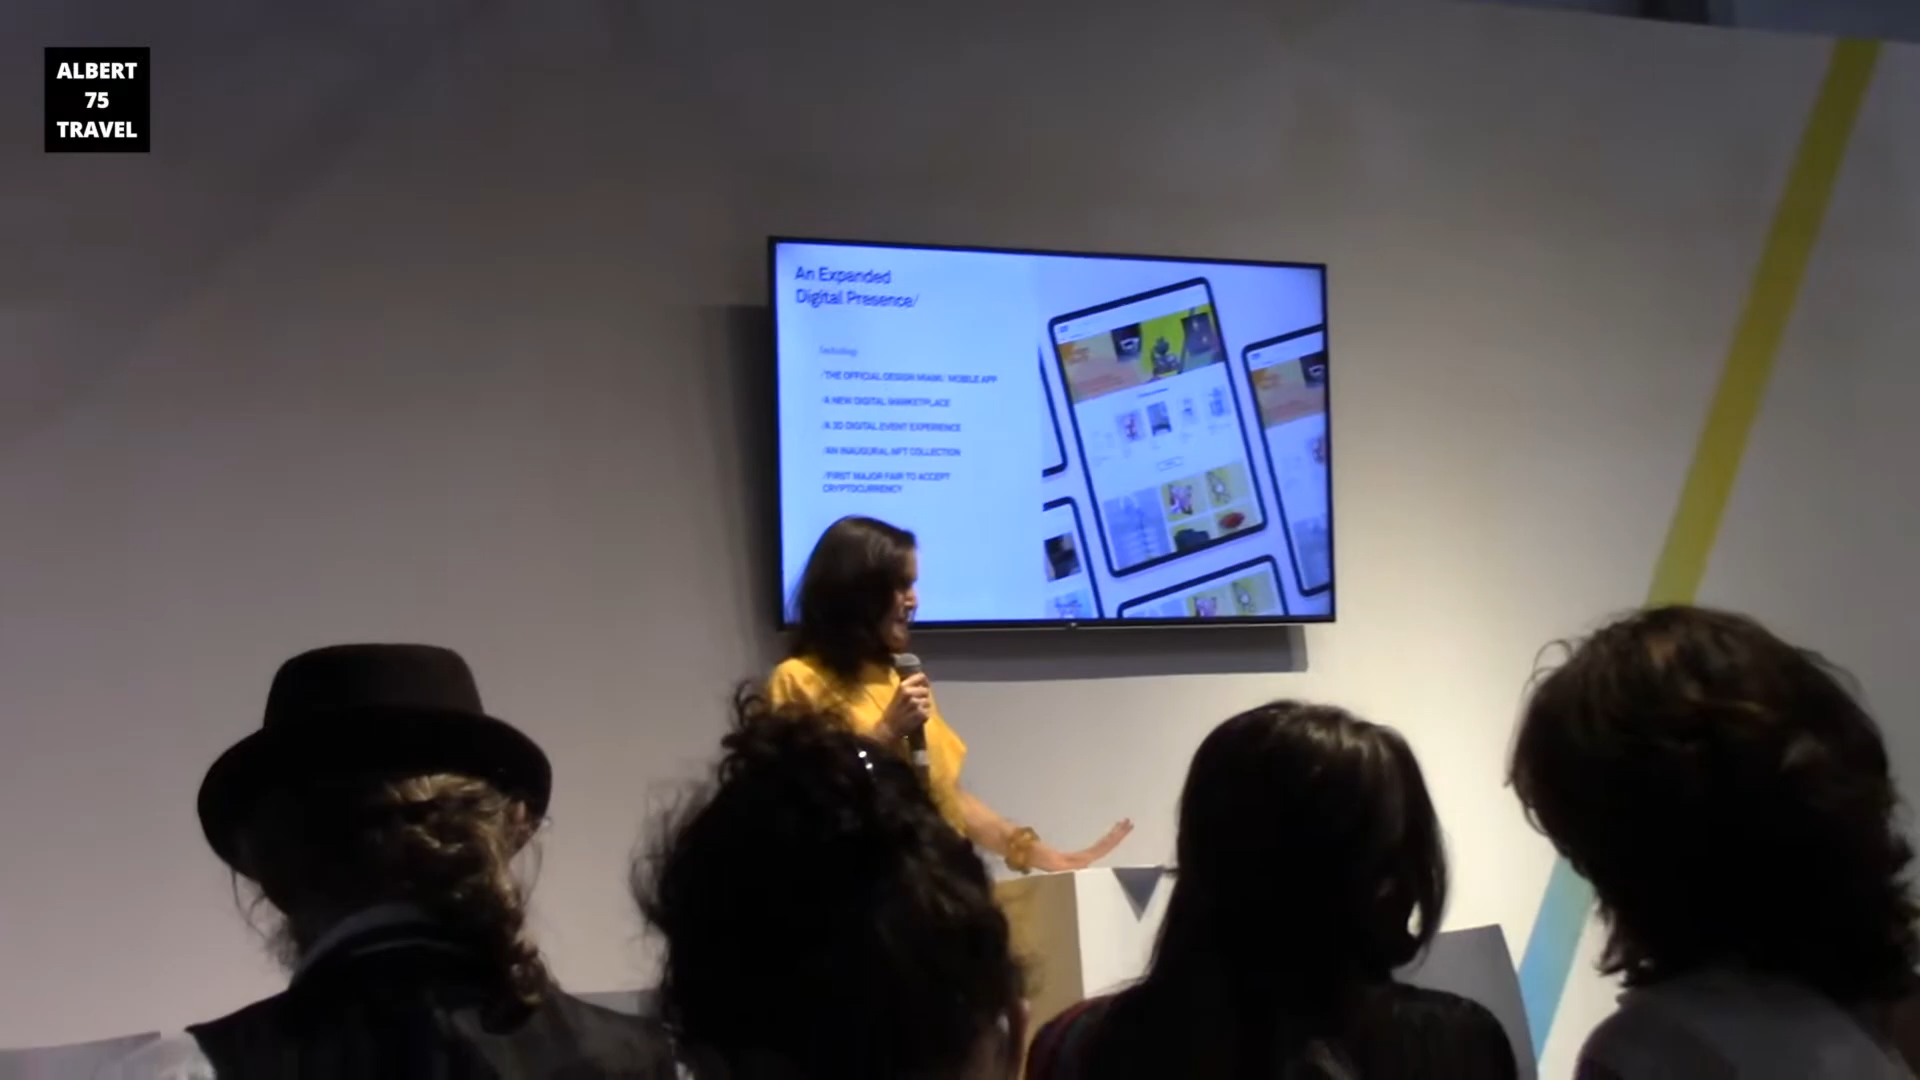 ALBERT
75
TRAVEL
An Expanded
Digital Presence/
Including:
/THE OFFICIAL DESIGN MIAMI/ MOBILE APP
/A NEW DIGITAL MARKETPLACE
/A 3D DIGITAL EVENT EXPERIENCE
/AN INAUGURAL NFT COLLECTION
/FIRST MAJOR FAIR TO ACCEPT
CRYPTOCURRENCY